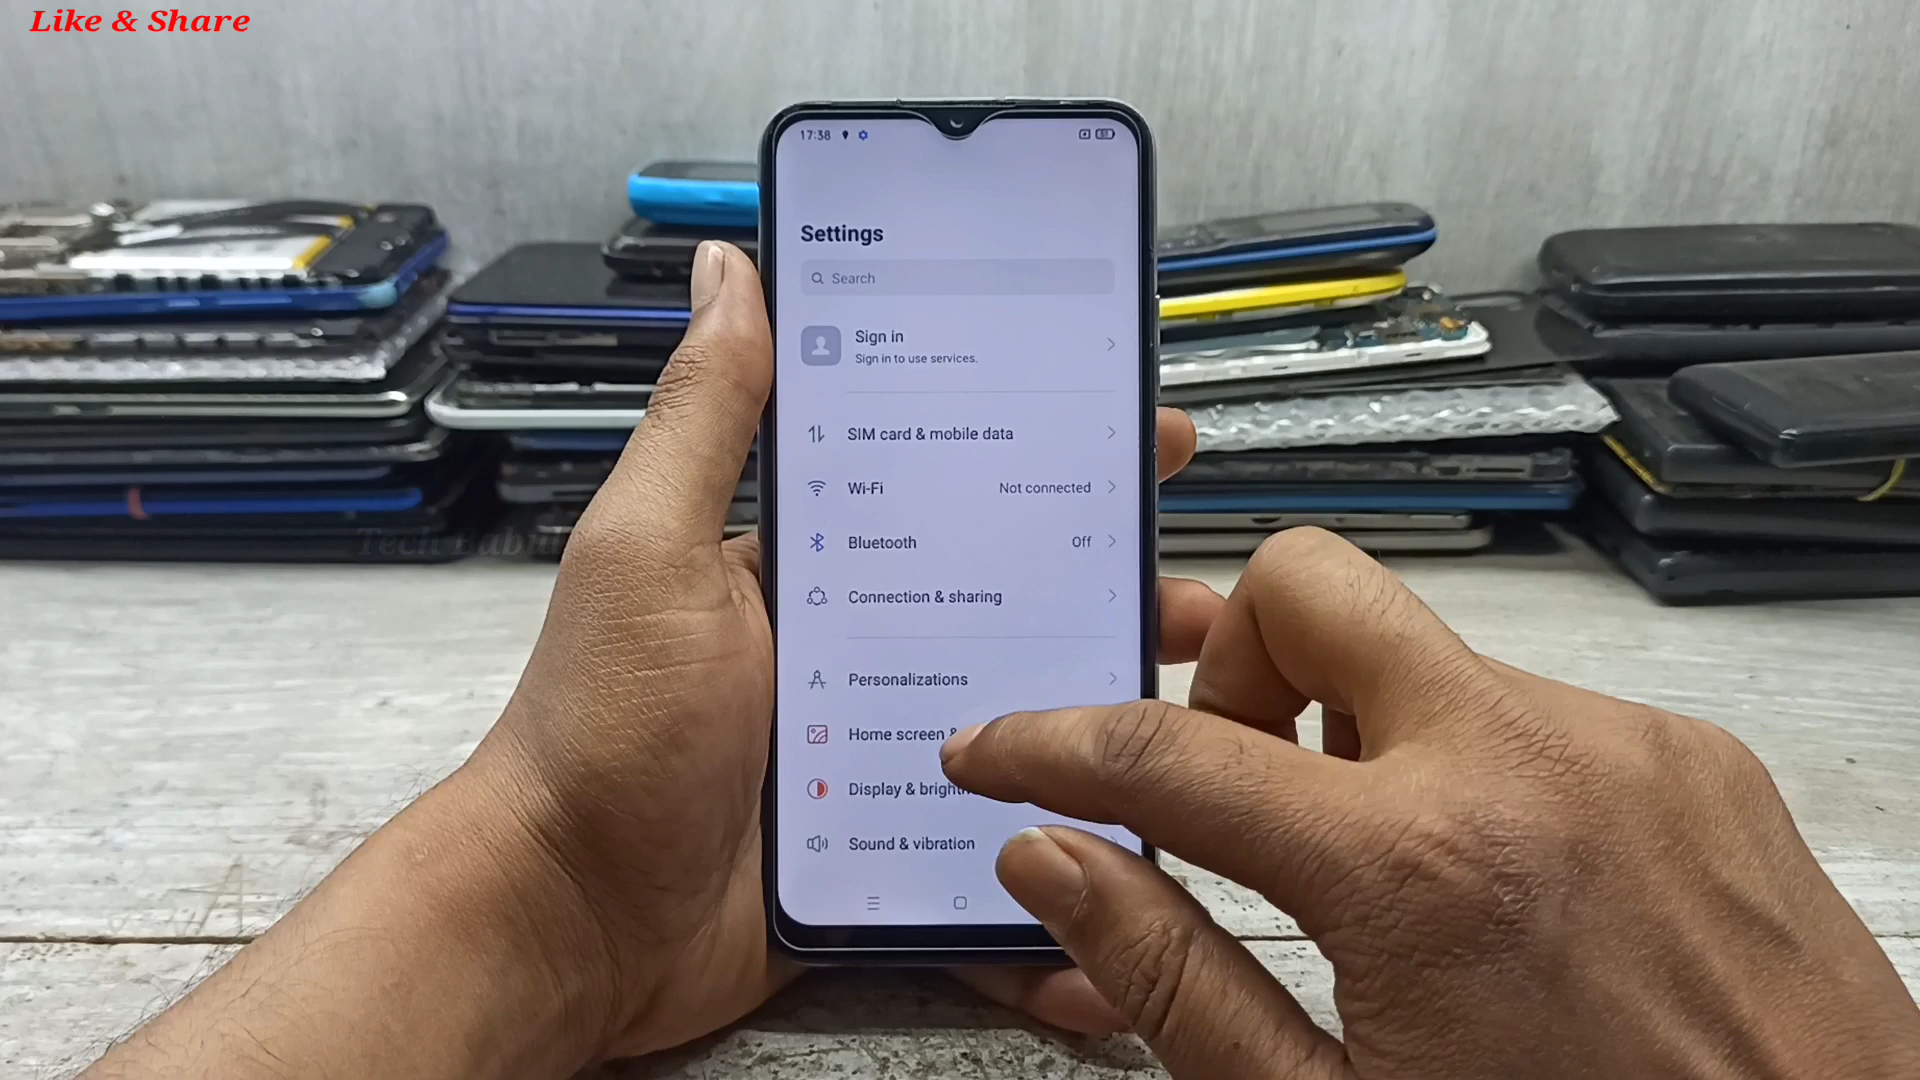 Like & Share
17:38
Settings
Search
Sign in
Sign in to use services.
SIM card & mobile data
Wi-Fi
Not connected
Bluetooth
Off
Connection & sharing
Personalizations
Home screen &
Display &
Sound & vibration
Tech